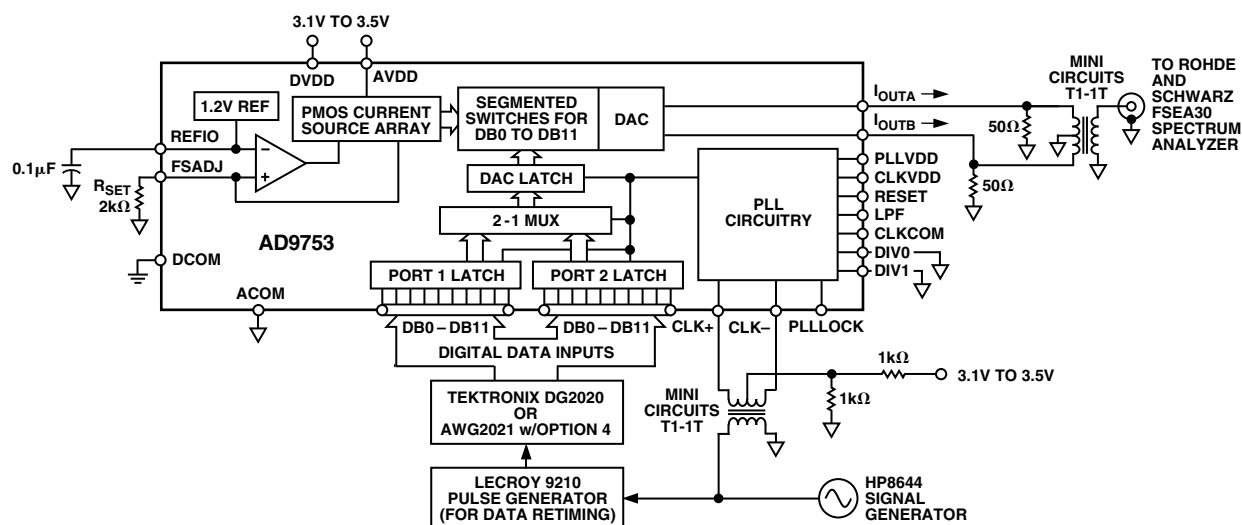 3.1V TO 3.5V
DVDD
AVDD
1.2V REF
PMOS CURRENT
SOURCE ARRAY
SEGMENTED
SWITCHES FOR
DB0 TO DB11
DAC
IOUTA
IOUTB
50Ω
50Ω
MINI
CIRCUITS
T1-1T
TO ROHDE
AND
SCHWARZ
FSEA30
SPECTRUM
ANALYZER
REFIO
FSADJ
0.1μF
RSET
2kΩ
DCOM
ACOM
AD9753
DAC LATCH
2-1 MUX
PORT 1 LATCH
PORT 2 LATCH
PLL
CIRCUITRY
PLLVDD
CLKVDD
RESET
LPF
CLKCOM
DIV0
DIV1
DB0 – DB11
DB0 – DB11
CLK+
CLK–
PLLLOCK
DIGITAL DATA INPUTS
TEKTRONIX DG2020
OR
AWG2021 w/OPTION 4
LECROY 9210
PULSE GENERATOR
(FOR DATA RETIMING)
MINI
CIRCUITS
T1-1T
1kΩ
1kΩ
3.1V TO 3.5V
HP8644
SIGNAL
GENERATOR